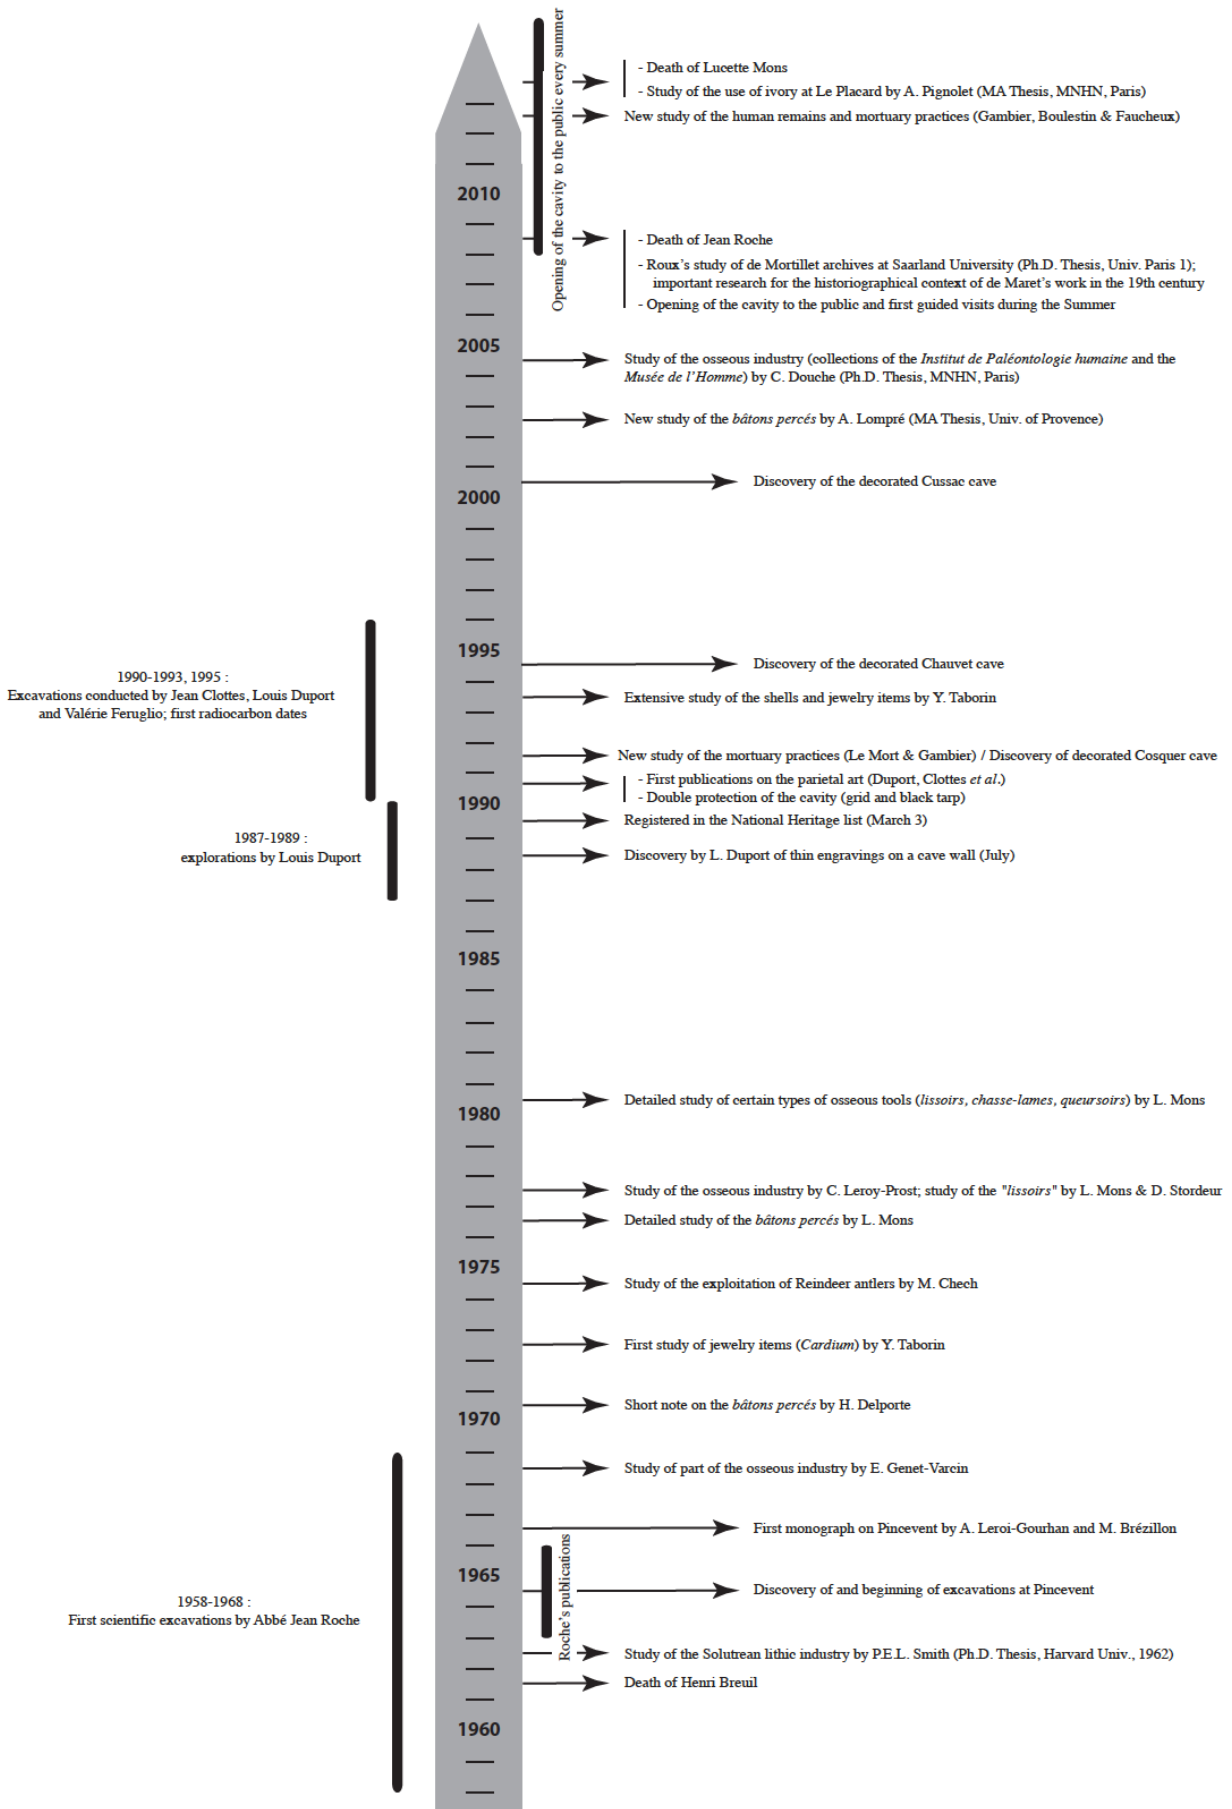 Opening of the cavity to the public every summer
- Death of Lucette Mons
- Study of the use of ivory at Le Placard by A. Pignolet (MA Thesis, MNHN, Paris)
New study of the human remains and mortuary practices (Gambier, Boulestin & Faucheux)
2010
- Death of Jean Roche
- Roux's study of de Mortillet archives at Saarland University (Ph.D. Thesis, Univ. Paris 1);
important research for the historiographical context of de Maret's work in the 19th century
- Opening of the cavity to the public and first guided visits during the Summer
2005
Study of the osseous industry (collections of the Institut de Paléontologie humaine and the
Musée de l'Homme) by C. Douche (Ph.D. Thesis, MNHN, Paris)
New study of the bâtons percés by A. Lompré (MA Thesis, Univ. of Provence)
Discovery of the decorated Cussac cave
2000
1995
Discovery of the decorated Chauvet cave
1990-1993, 1995 :
Excavations conducted by Jean Clottes, Louis Duport
and Valérie Feruglio; first radiocarbon dates
Extensive study of the shells and jewelry items by Y. Taborin
New study of the mortuary practices (Le Mort & Gambier) / Discovery of decorated Cosquer cave
- First publications on the parietal art (Duport, Clottes et al.)
- Double protection of the cavity (grid and black tarp)
1990
Registered in the National Heritage list (March 3)
1987-1989 :
explorations by Louis Duport
Discovery by L. Duport of thin engravings on a cave wall (July)
1985
Detailed study of certain types of osseous tools (lissoirs, chasse-lames, queursoirs) by L. Mons
1980
Study of the osseous industry by C. Leroy-Prost; study of the "lissoirs" by L. Mons & D. Stordeur
Detailed study of the bâtons percés by L. Mons
1975
Study of the exploitation of Reindeer antlers by M. Chech
First study of jewelry items (Cardium) by Y. Taborin
Short note on the bâtons percés by H. Delporte
1970
Study of part of the osseous industry by E. Genet-Varcin
First monograph on Pincevent by A. Leroi-Gourhan and M. Brézillon
Roche's publications
1965
Discovery of and beginning of excavations at Pincevent
1958-1968 :
First scientific excavations by Abbé Jean Roche
Study of the Solutrean lithic industry by P.E.L. Smith (Ph.D. Thesis, Harvard Univ., 1962)
Death of Henri Breuil
1960